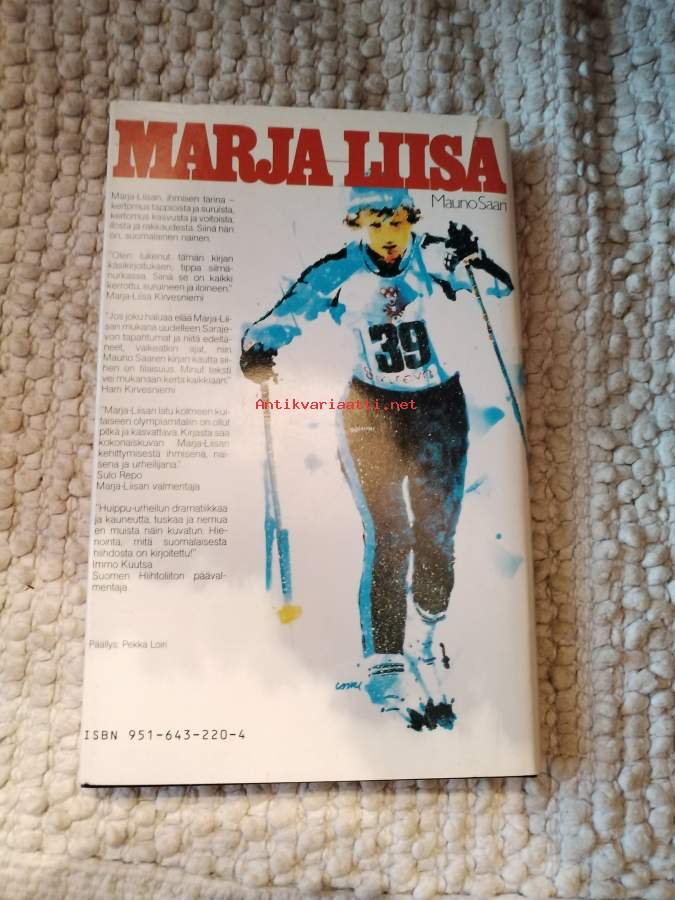 MARJA LIISA
Mauno Saari
Marja-Liisan, ihmisen tarina –
kertomus tappioista ja suruista,
kertomus kasvusta ja voitoista,
ilosta ja rakkaudesta. Siinä hän
on, suomalainen nainen.
"Olen lukenut tämän kirjan
käsikirjoituksen, tippa silmä-
nurkassa. Siinä se on kaikki
kerrottu, suruineen ja iloineen."
Marja-Liisa Kirvesniemi
"Jos joku haluaa elää Marja-Lii-
san mukana uudelleen Saraje-
von tapahtumat ja niitä edeltä-
neet, vaikeatkin ajat, niin
Mauno Saaren kirjan kautta sii-
hen on tilaisuus. Minut teksti
vei mukanaan kerta kaikkiaan."
Harri Kirvesniemi
"Marja-Liisan latu kolmeen kul-
taiseen olympiamitaliin on ollut
pitkä ja kasvattava. Kirjasta saa
kokonaiskuvan Marja-Liisan
kehittymisestä ihmisenä, nai-
sena ja urheilijana."
Sulo Repo
Marja-Liisan valmentaja
"Huippu-urheilun dramatiikkaa
ja kauneutta, tuskaa ja riemua
en muista näin kuvatun. Hie-
nointa, mitä suomalaisesta
hiihdosta on kirjoitettu!"
Immo Kuutsa
Suomen Hiihtoliiton pääval-
mentaja
Päällys: Pekka Loiri
ISBN 951-643-220-4
39
Antikvariaatti.net